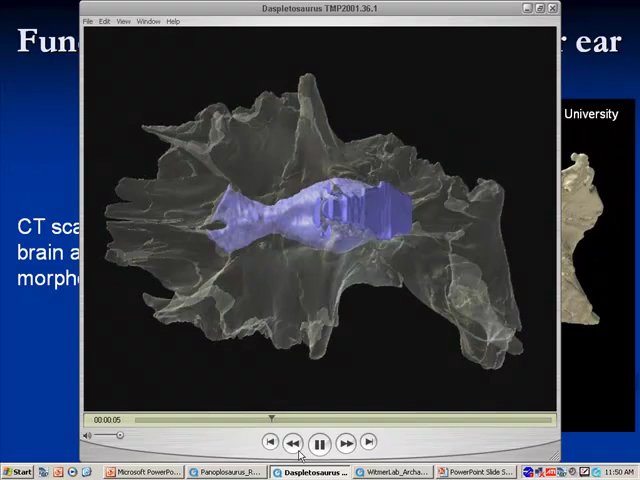 Daspletosaurus TMP2001.36.1
File Edit View Window Help
Fun
ear
University
CT sca
brain a
morph
00:00:05
Start
Microsoft PowerPo...
Panoplosaurus_R...
Daspletosaurus ...
WitmerLab_Archa...
PowerPoint Slide S...
11:50 AM